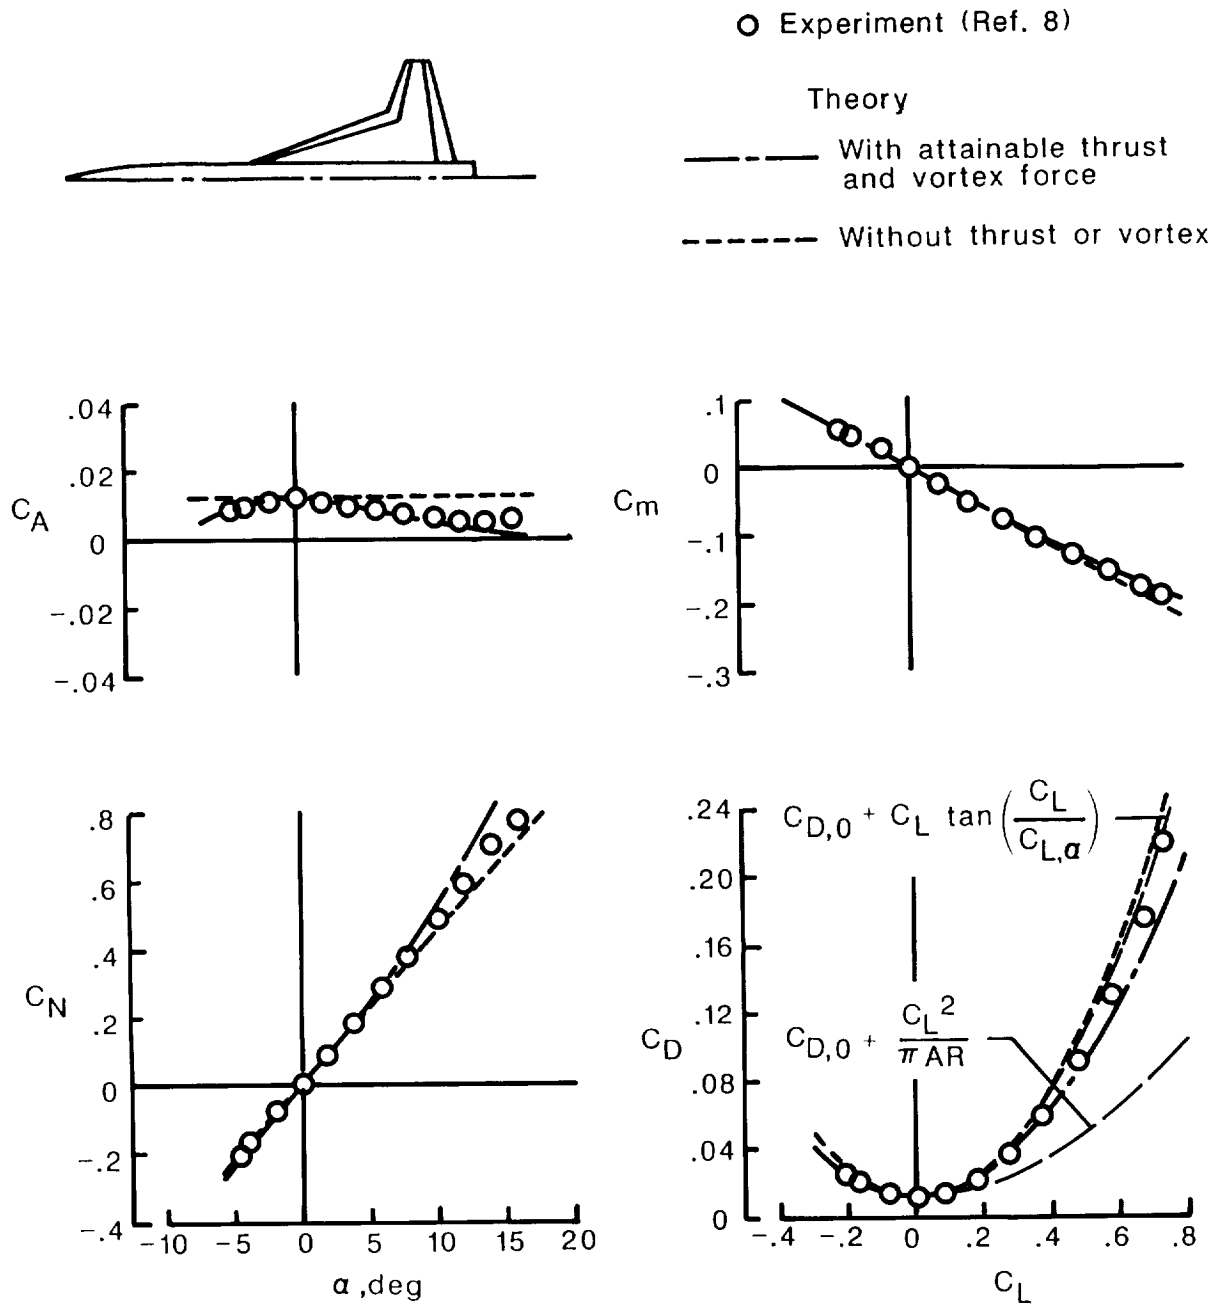 Experiment (Ref. 8)
Theory
With attainable thrust
and vortex force
Without thrust or vortex
.04
.02
0
-.02
-.04
C_A
.1
0
-.1
-.2
-.3
C_m
.8
.6
.4
.2
0
-.2
-.4
C_N
-10 -5 0 5 10 15 20
α, deg
.24
.20
.16
.12
.08
.04
0
C_D
C_D,0 + C_L tan(C_L/C_L,α)
C_D,0 + C_L²/π AR
-.4 -.2 0 .2 .4 .6 .8
C_L